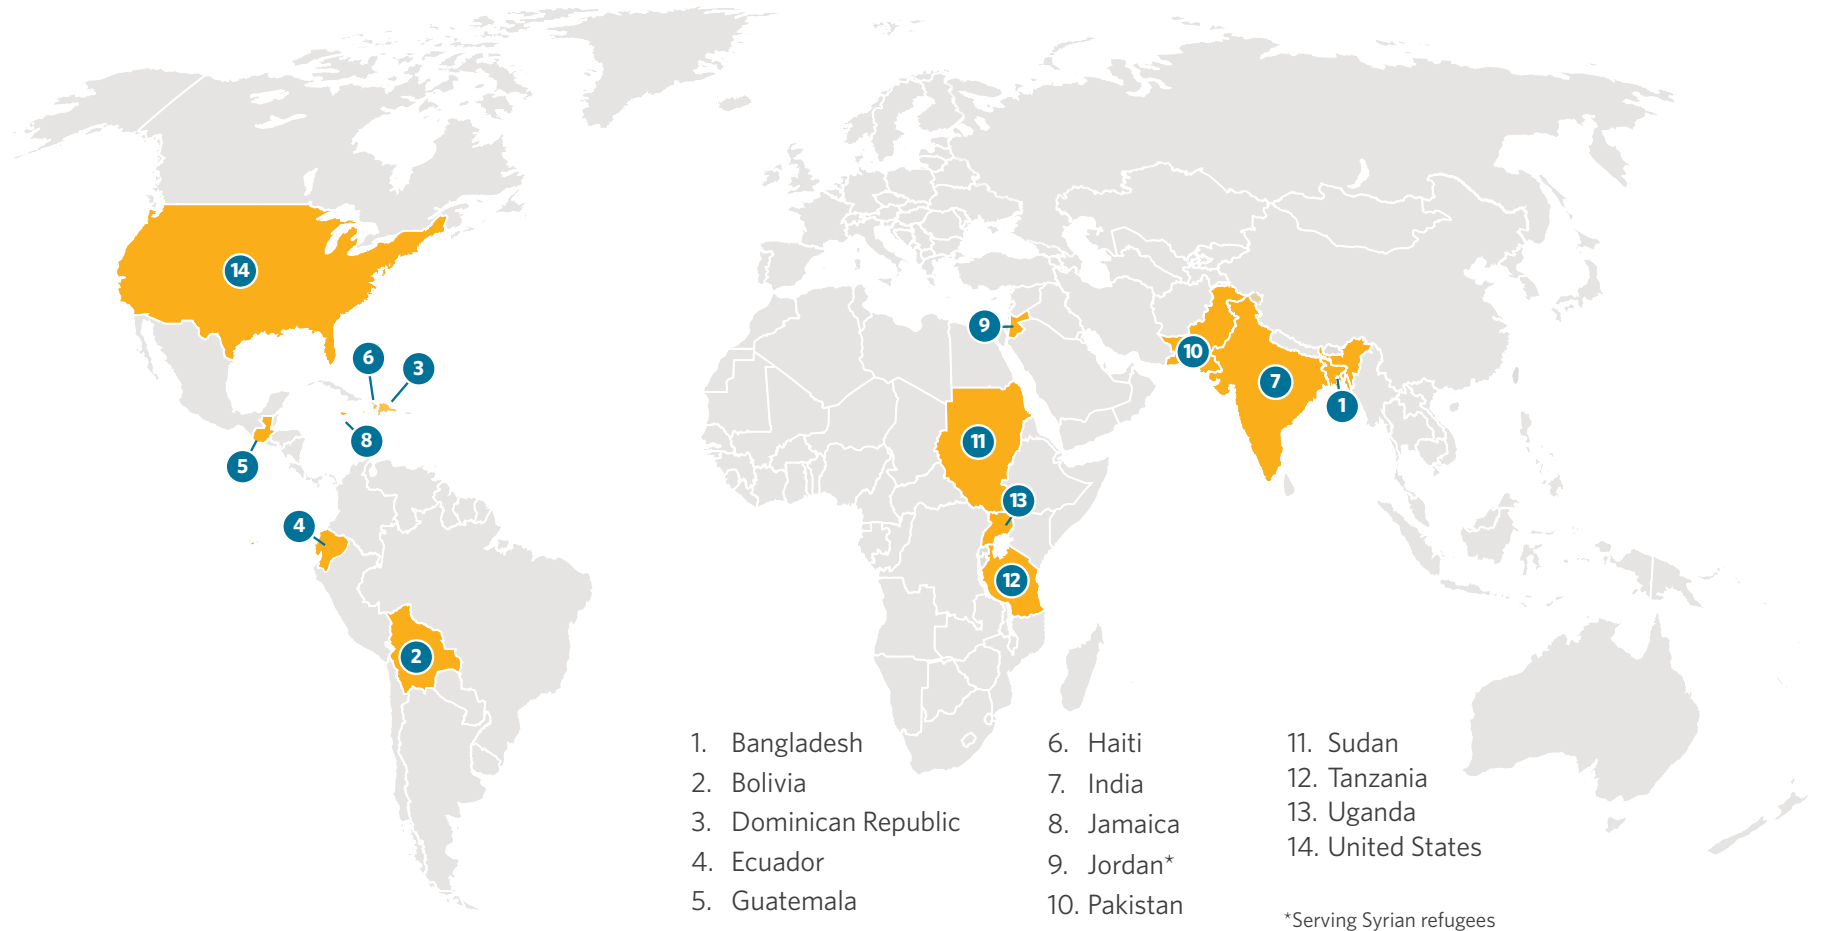 14
6
3
8
5
4
2
9
10
7
1
11
13
12
1. Bangladesh
2. Bolivia
3. Dominican Republic
4. Ecuador
5. Guatemala
6. Haiti
7. India
8. Jamaica
9. Jordan*
10. Pakistan
11. Sudan
12. Tanzania
13. Uganda
14. United States
*Serving Syrian refugees